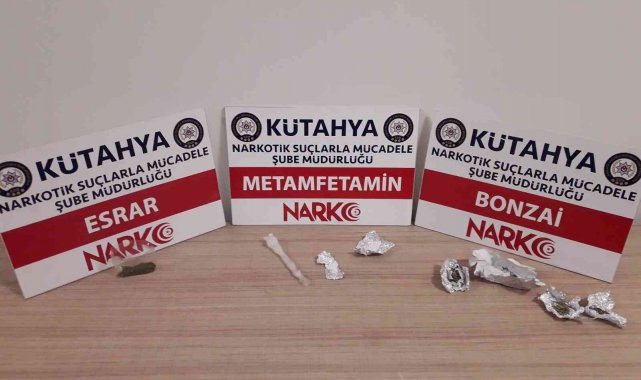 KÜTAHYA
NARKOTİK SUÇLARLA MÜCADELE
ŞUBE MÜDÜRLÜĞÜ
ESRAR
NARKO
KÜTAHYA
NARKOTİK SUÇLARLA MÜCADELE
ŞUBE MÜDÜRLÜĞÜ
METAMFETAMİN
NARKO
KÜTAHYA
NARKOTİK SUÇLARLA MÜCADELE
ŞUBE MÜDÜRLÜĞÜ
BONZAİ
NARKO